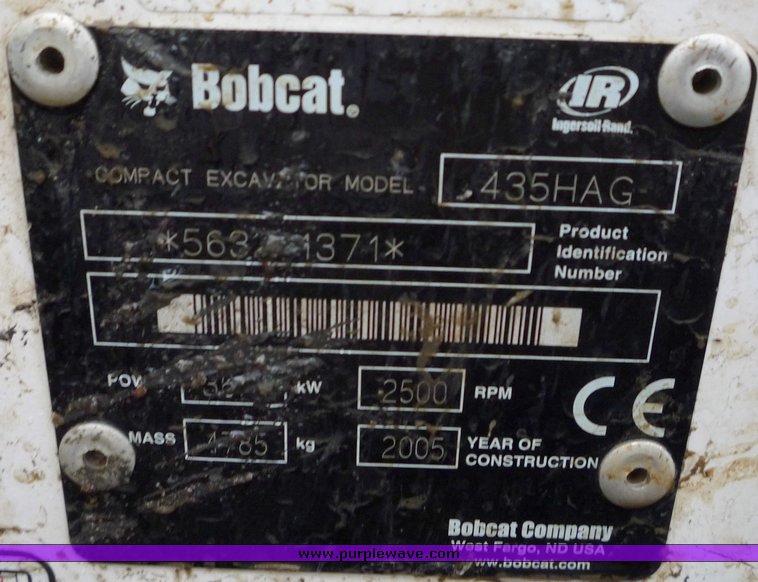 Bobcat.
IR
Ingersoll-Rand.
COMPACT EXCAVATOR MODEL
435HAG
Product
Identification
Number
kW
2500
RPM
CE
MASS
kg
2005
YEAR OF
CONSTRUCTION
Bobcat Company
West Fargo, ND USA
www.purplewave.com
www.bobcat.com